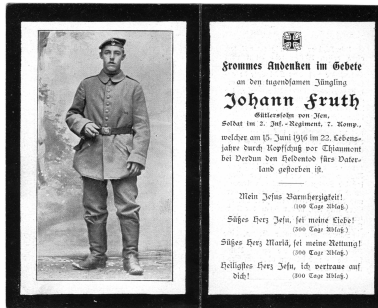 Frommes Andenken im Gebete
an den tugendsamen Jüngling
Johann Fruth
Gütlerssohn von Isen,
Soldat im 2. Inf.-Regiment, 7. Komp.,
welcher am 15. Juni 1916 im 22. Lebens-
jahre durch Kopfschuß vor Thiaumont
bei Verdun den Heldentod fürs Vater-
land gestorben ist.
Mein Jesus Barmherzigkeit!
(100 Tage Ablaß.)
Süßes Herz Jesu, sei meine Liebe!
(300 Tage Ablaß.)
Süßes Herz Mariä, sei meine Rettung!
(300 Tage Ablaß.)
Heiligstes Herz Jesu, ich vertraue auf
dich! (300 Tage Ablaß.)